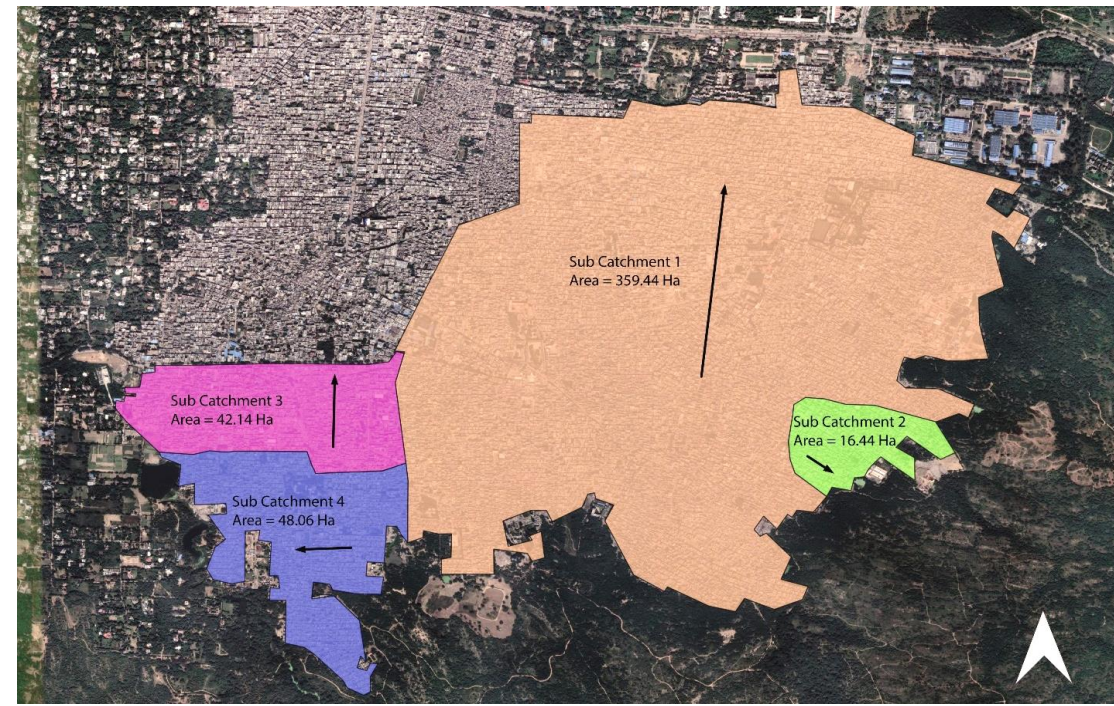 Sub Catchment 1
Area = 359.44 Ha
Sub Catchment 3
Area = 42.14 Ha
Sub Catchment 2
Area = 16.44 Ha
Sub Catchment 4
Area = 48.06 Ha